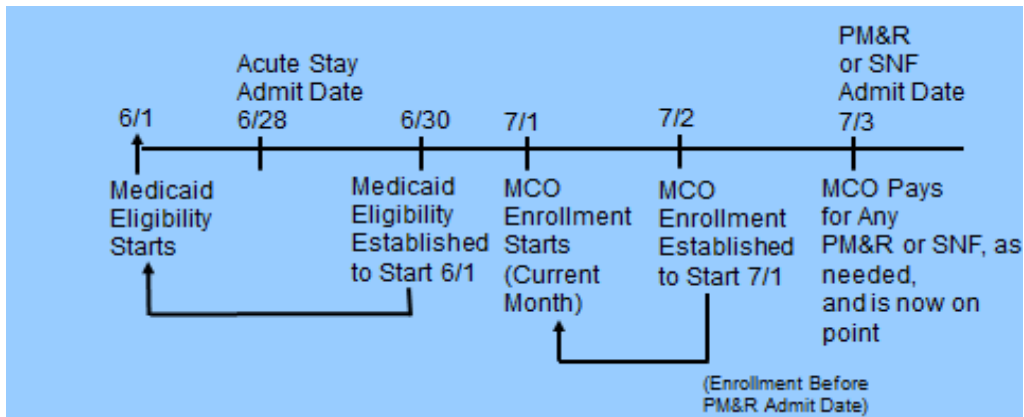 6/1
Medicaid
Eligibility
Starts
Acute Stay
Admit Date
6/28
6/30
Medicaid
Eligibility
Established
to Start 6/1
7/1
MCO
Enrollment
Starts
(Current
Month)
7/2
MCO
Enrollment
Established
to Start 7/1
(Enrollment Before
PM&R Admit Date)
PM&R
or SNF
Admit Date
7/3
MCO Pays
for Any
PM&R or SNF, as
needed,
and is now on
point